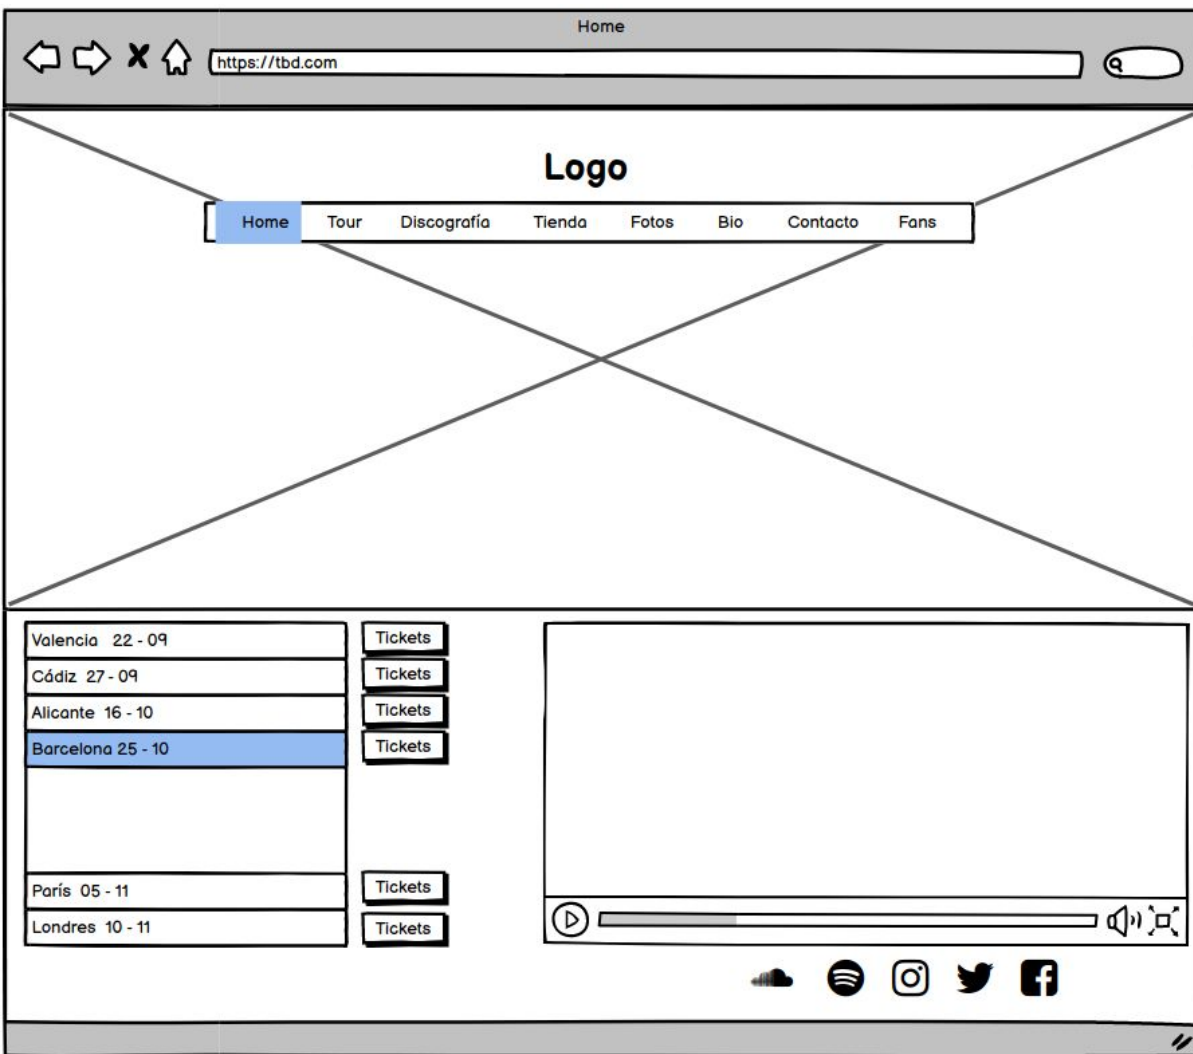 Home
https://tbd.com
Logo
Home Tour Discografía Tienda Fotos Bio Contacto Fans
Valencia 22 - 09 Tickets
Cádiz 27 - 09 Tickets
Alicante 16 - 10 Tickets
Barcelona 25 - 10 Tickets
París 05 - 11 Tickets
Londres 10 - 11 Tickets